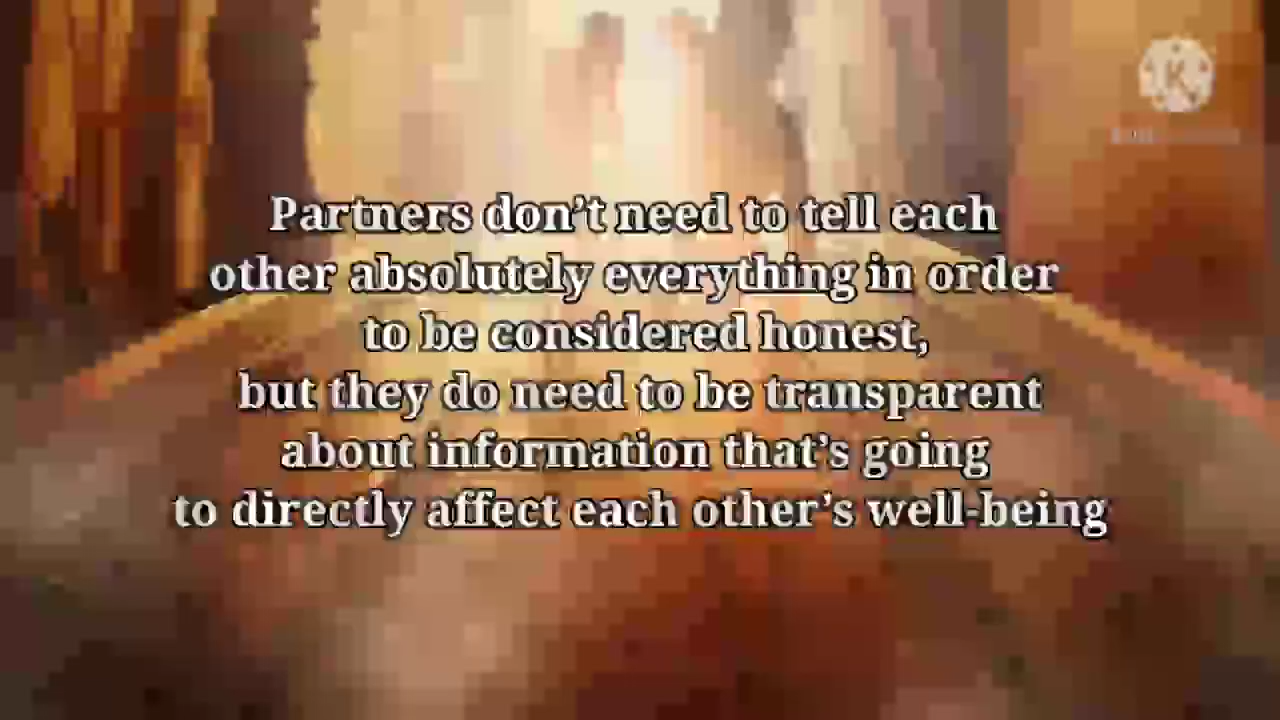 K
Partners don’t need to tell each
other absolutely everything in order
to be considered honest,
but they do need to be transparent
about information that’s going
to directly affect each other’s well-being